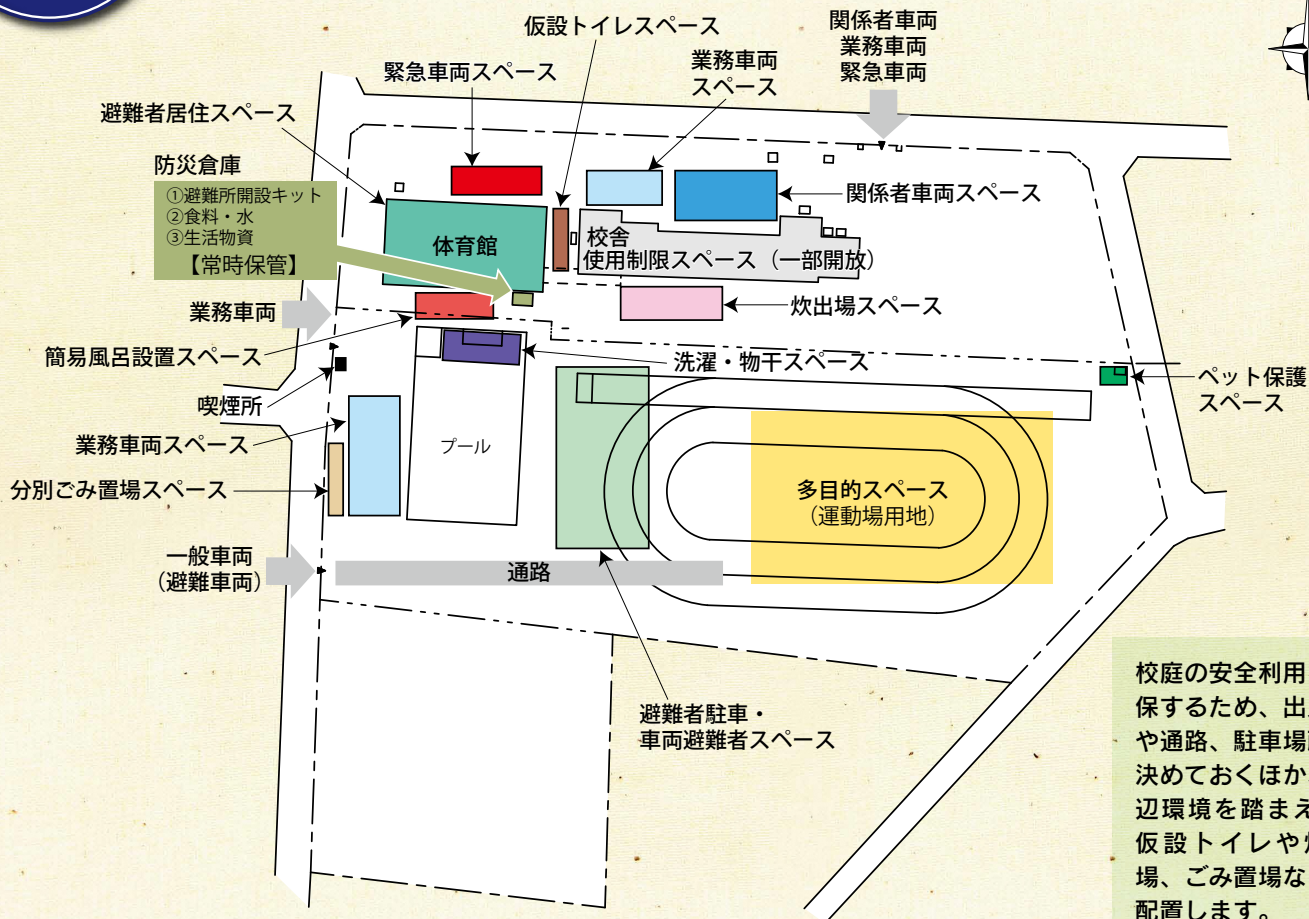 仮設トイレスペース
関係者車両
業務車両
緊急車両
緊急車両スペース
業務車両
スペース
避難者居住スペース
防災倉庫
①避難所開設キット
②食料・水
③生活物資
【常時保管】
体育館
関係者車両スペース
校舎
使用制限スペース（一部開放）
業務車両
炊出場スペース
簡易風呂設置スペース
洗濯・物干スペース
ペット保護
スペース
喫煙所
業務車両スペース
プール
分別ごみ置場スペース
多目的スペース
（運動場用地）
一般車両
（避難車両）
通路
避難者駐車・
車両避難者スペース
校庭の安全利用
保するため、出
や通路、駐車場
決めておくほか
辺環境を踏まえ
仮設トイレや
場、ごみ置場な
配置します。